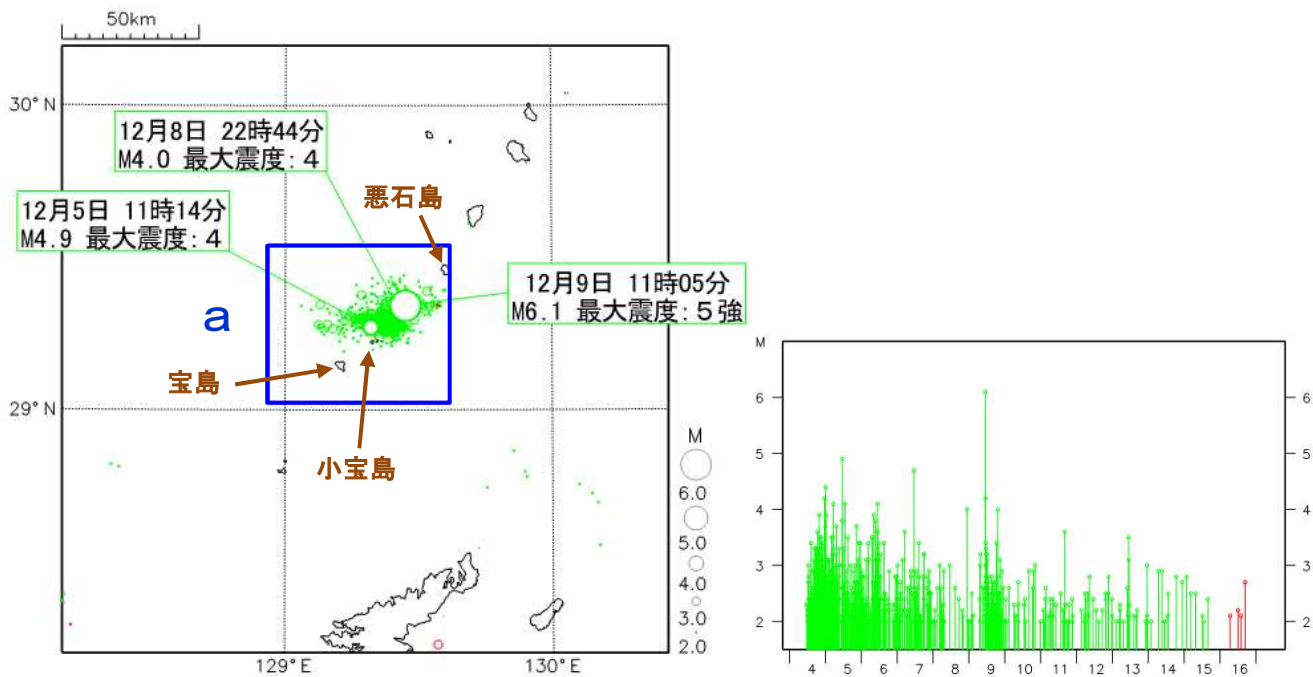 50km
30°N
12月8日 22時44分
M4.0 最大震度:4
悪石島
12月5日 11時14分
M4.9 最大震度:4
12月9日 11時05分
M6.1 最大震度:5強
a
宝島
29°N
小宝島
M
6.0
5.0
4.0
3.0
2.0
129°E
130°E
M
6 6
5 5
4 4
3 3
2 2
4 5 6 7 8 9 10 11 12 13 14 15 16